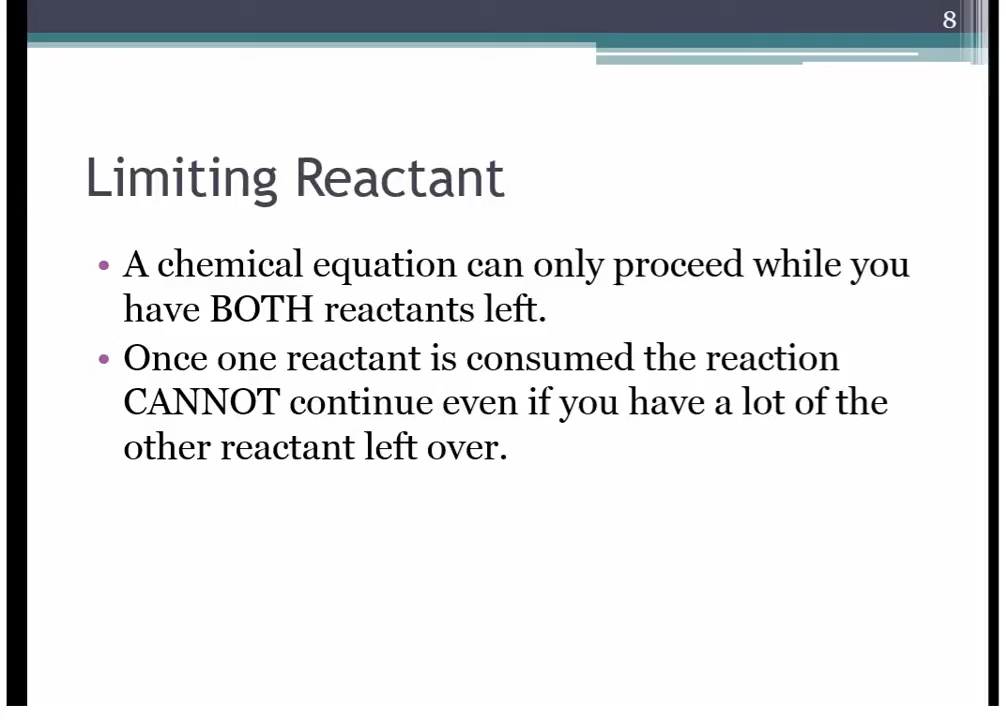 8
Limiting Reactant
• A chemical equation can only proceed while you
have BOTH reactants left.
• Once one reactant is consumed the reaction
CANNOT continue even if you have a lot of the
other reactant left over.